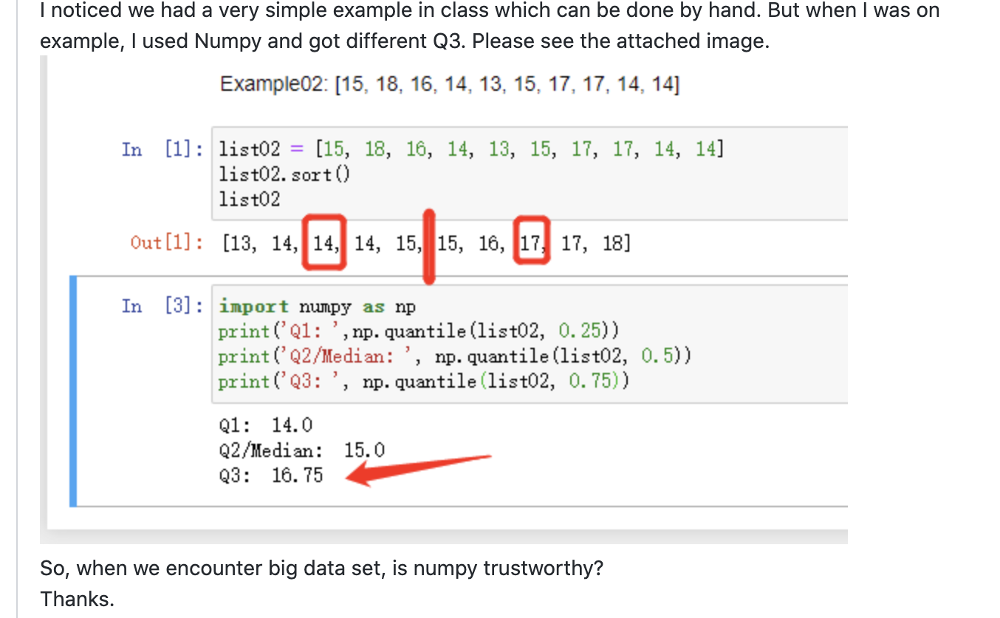 I noticed we had a very simple example in class which can be done by hand. But when I was on
example, I used Numpy and got different Q3. Please see the attached image.
Example02: [15, 18, 16, 14, 13, 15, 17, 17, 14, 14]
In [1]: list02 = [15, 18, 16, 14, 13, 15, 17, 17, 14, 14]
list02.sort()
list02
Out[1]: [13, 14, 14, 14, 15, 15, 16, 17, 17, 18]
In [3]: import numpy as np
print('Q1: ',np.quantile(list02, 0.25))
print('Q2/Median: ', np.quantile(list02, 0.5))
print('Q3: ', np.quantile(list02, 0.75))
Q1: 14.0
Q2/Median: 15.0
Q3: 16.75
So, when we encounter big data set, is numpy trustworthy?
Thanks.